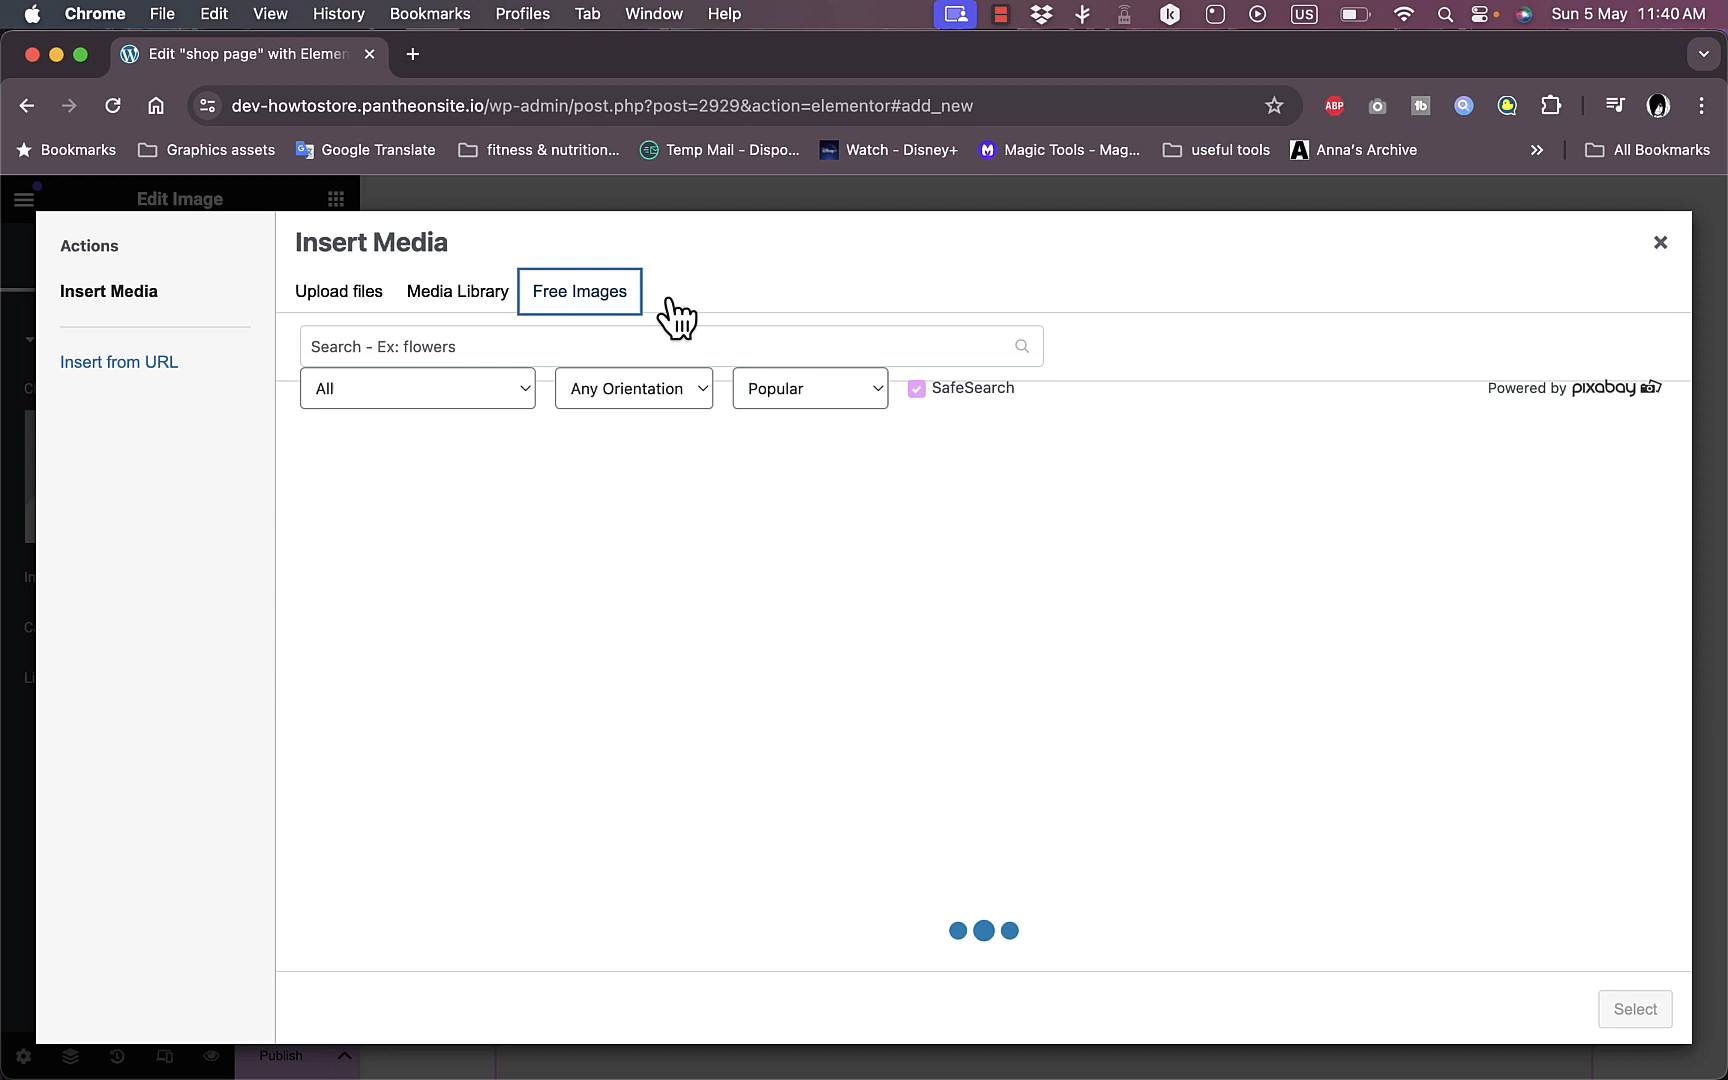 Chrome File Edit View History Bookmarks Profiles Tab Window Help US Sun 5 May 11:40 AM
Edit "shop page" with Elemen
dev-howtostore.pantheonsite.io/wp-admin/post.php?post=2929&action=elementor#add_new
ABP tb
Bookmarks Graphics assets Google Translate fitness & nutrition... Temp Mail - Dispo... Watch - Disney+ Magic Tools - Mag... useful tools Anna's Archive » All Bookmarks
Edit Image
Actions
Insert Media
Insert from URL
Insert Media
Upload files Media Library Free Images
Search - Ex: flowers
All Any Orientation Popular SafeSearch Powered by pixabay
Select
Publish